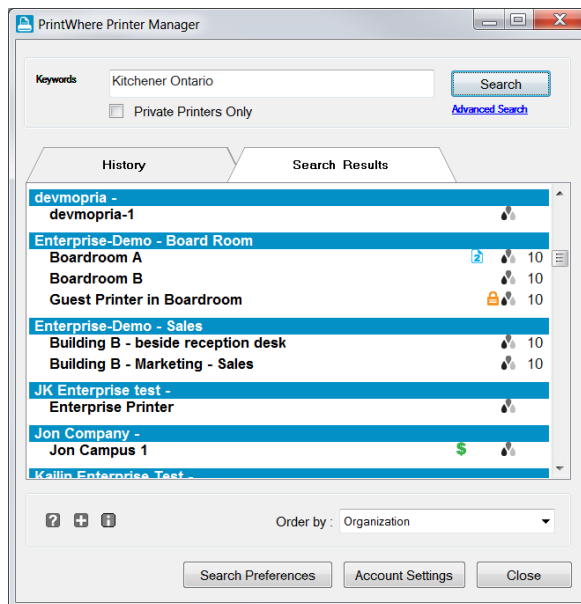 PrintWhere Printer Manager
Keywords
Kitchener Ontario
Search
Private Printers Only
Advanced Search
History
Search Results
devmopria -
devmopria-1
Enterprise-Demo - Board Room
Boardroom A 2 10
Boardroom B 10
Guest Printer in Boardroom 10
Enterprise-Demo - Sales
Building B - beside reception desk 10
Building B - Marketing - Sales 10
JK Enterprise test -
Enterprise Printer
Jon Company -
Jon Campus 1 $
Kailin Enterprise Test -
Order by : Organization
Search Preferences
Account Settings
Close